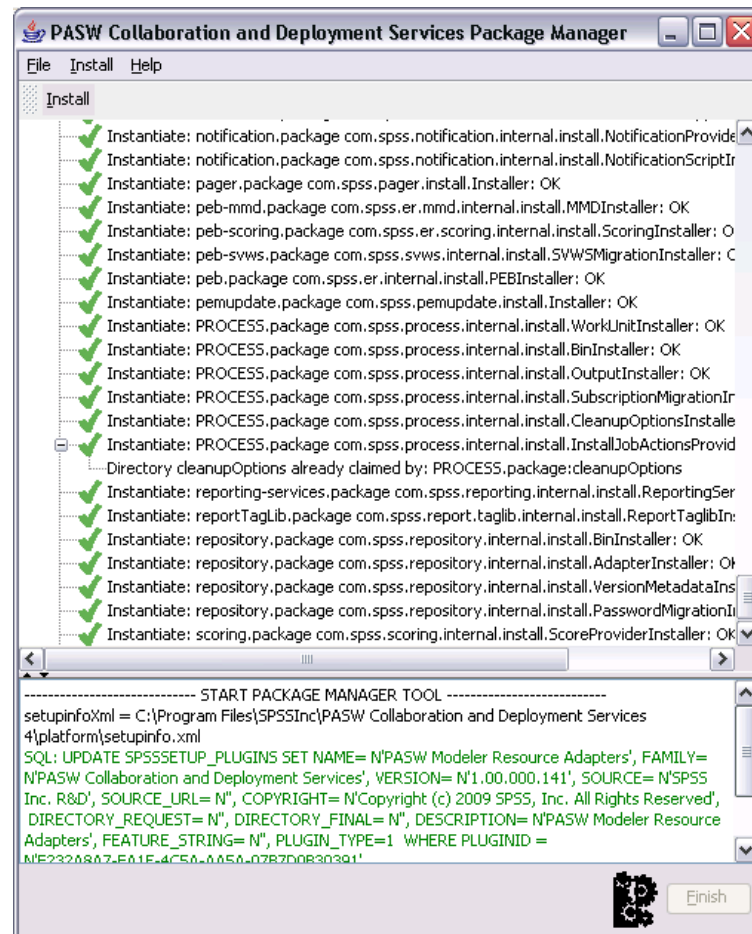 PASW Collaboration and Deployment Services Package Manager
File Install Help
Install
Instantiate: notification.package com.spss.notification.internal.install.NotificationProvide
Instantiate: notification.package com.spss.notification.internal.install.NotificationScriptIn
Instantiate: pager.package com.spss.pager.install.Installer: OK
Instantiate: peb-mmd.package com.spss.er.mmd.internal.install.MMDInstaller: OK
Instantiate: peb-scoring.package com.spss.er.scoring.internal.install.ScoringInstaller: O
Instantiate: peb-svws.package com.spss.svws.internal.install.SVWSMigrationInstaller: O
Instantiate: peb.package com.spss.er.internal.install.PEBInstaller: OK
Instantiate: pemupdate.package com.spss.pemupdate.install.Installer: OK
Instantiate: PROCESS.package com.spss.process.internal.install.WorkUnitInstaller: OK
Instantiate: PROCESS.package com.spss.process.internal.install.BinInstaller: OK
Instantiate: PROCESS.package com.spss.process.internal.install.OutputInstaller: OK
Instantiate: PROCESS.package com.spss.process.internal.install.SubscriptionMigrationIn
Instantiate: PROCESS.package com.spss.process.internal.install.CleanupOptionsInstalle
Instantiate: PROCESS.package com.spss.process.internal.install.InstallJobActionsProvid
Directory cleanupOptions already claimed by: PROCESS.package:cleanupOptions
Instantiate: reporting-services.package com.spss.reporting.internal.install.ReportingSer
Instantiate: reportTagLib.package com.spss.report.taglib.internal.install.ReportTaglibIns
Instantiate: repository.package com.spss.repository.internal.install.BinInstaller: OK
Instantiate: repository.package com.spss.repository.internal.install.AdapterInstaller: OK
Instantiate: repository.package com.spss.repository.internal.install.VersionMetadataIns
Instantiate: repository.package com.spss.repository.internal.install.PasswordMigrationIn
Instantiate: scoring.package com.spss.scoring.internal.install.ScoreProviderInstaller: OK
---------------------------- START PACKAGE MANAGER TOOL --------------------------
setupinfoXml = C:\Program Files\SPSSInc\PASW Collaboration and Deployment Services
4\platform\setupinfo.xml
SQL: UPDATE SPSSSETUP_PLUGINS SET NAME= N'PASW Modeler Resource Adapters', FAMILY=
N'PASW Collaboration and Deployment Services', VERSION= N'1.00.000.141', SOURCE= N'SPSS
Inc. R&D', SOURCE_URL= N'', COPYRIGHT= N'Copyright (c) 2009 SPSS, Inc. All Rights Reserved',
DIRECTORY_REQUEST= N'', DIRECTORY_FINAL= N'', DESCRIPTION= N'PASW Modeler Resource
Adapters', FEATURE_STRING= N'', PLUGIN_TYPE=1 WHERE PLUGINID =
Finish